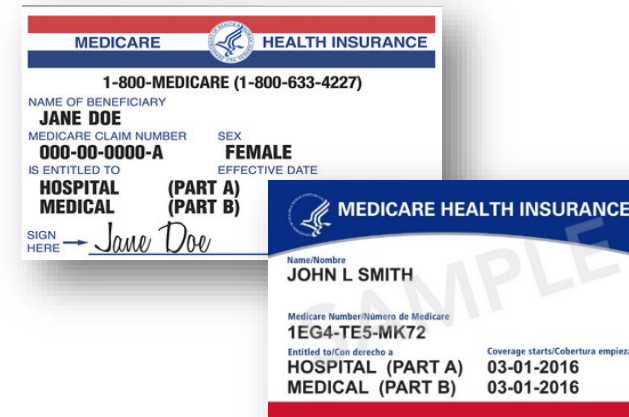 MEDICARE HEALTH INSURANCE
1-800-MEDICARE (1-800-633-4227)
NAME OF BENEFICIARY
JANE DOE
MEDICARE CLAIM NUMBER SEX
000-00-0000-A FEMALE
IS ENTITLED TO EFFECTIVE DATE
HOSPITAL (PART A)
MEDICAL (PART B)
SIGN
HERE Jane Doe
MEDICARE HEALTH INSURANCE
Name/Nombre
JOHN L SMITH
SAMPLE
Medicare Number/Número de Medicare
1EG4-TE5-MK72
Entitled to/Con derecho a Coverage starts/Cobertura empieza
HOSPITAL (PART A) 03-01-2016
MEDICAL (PART B) 03-01-2016